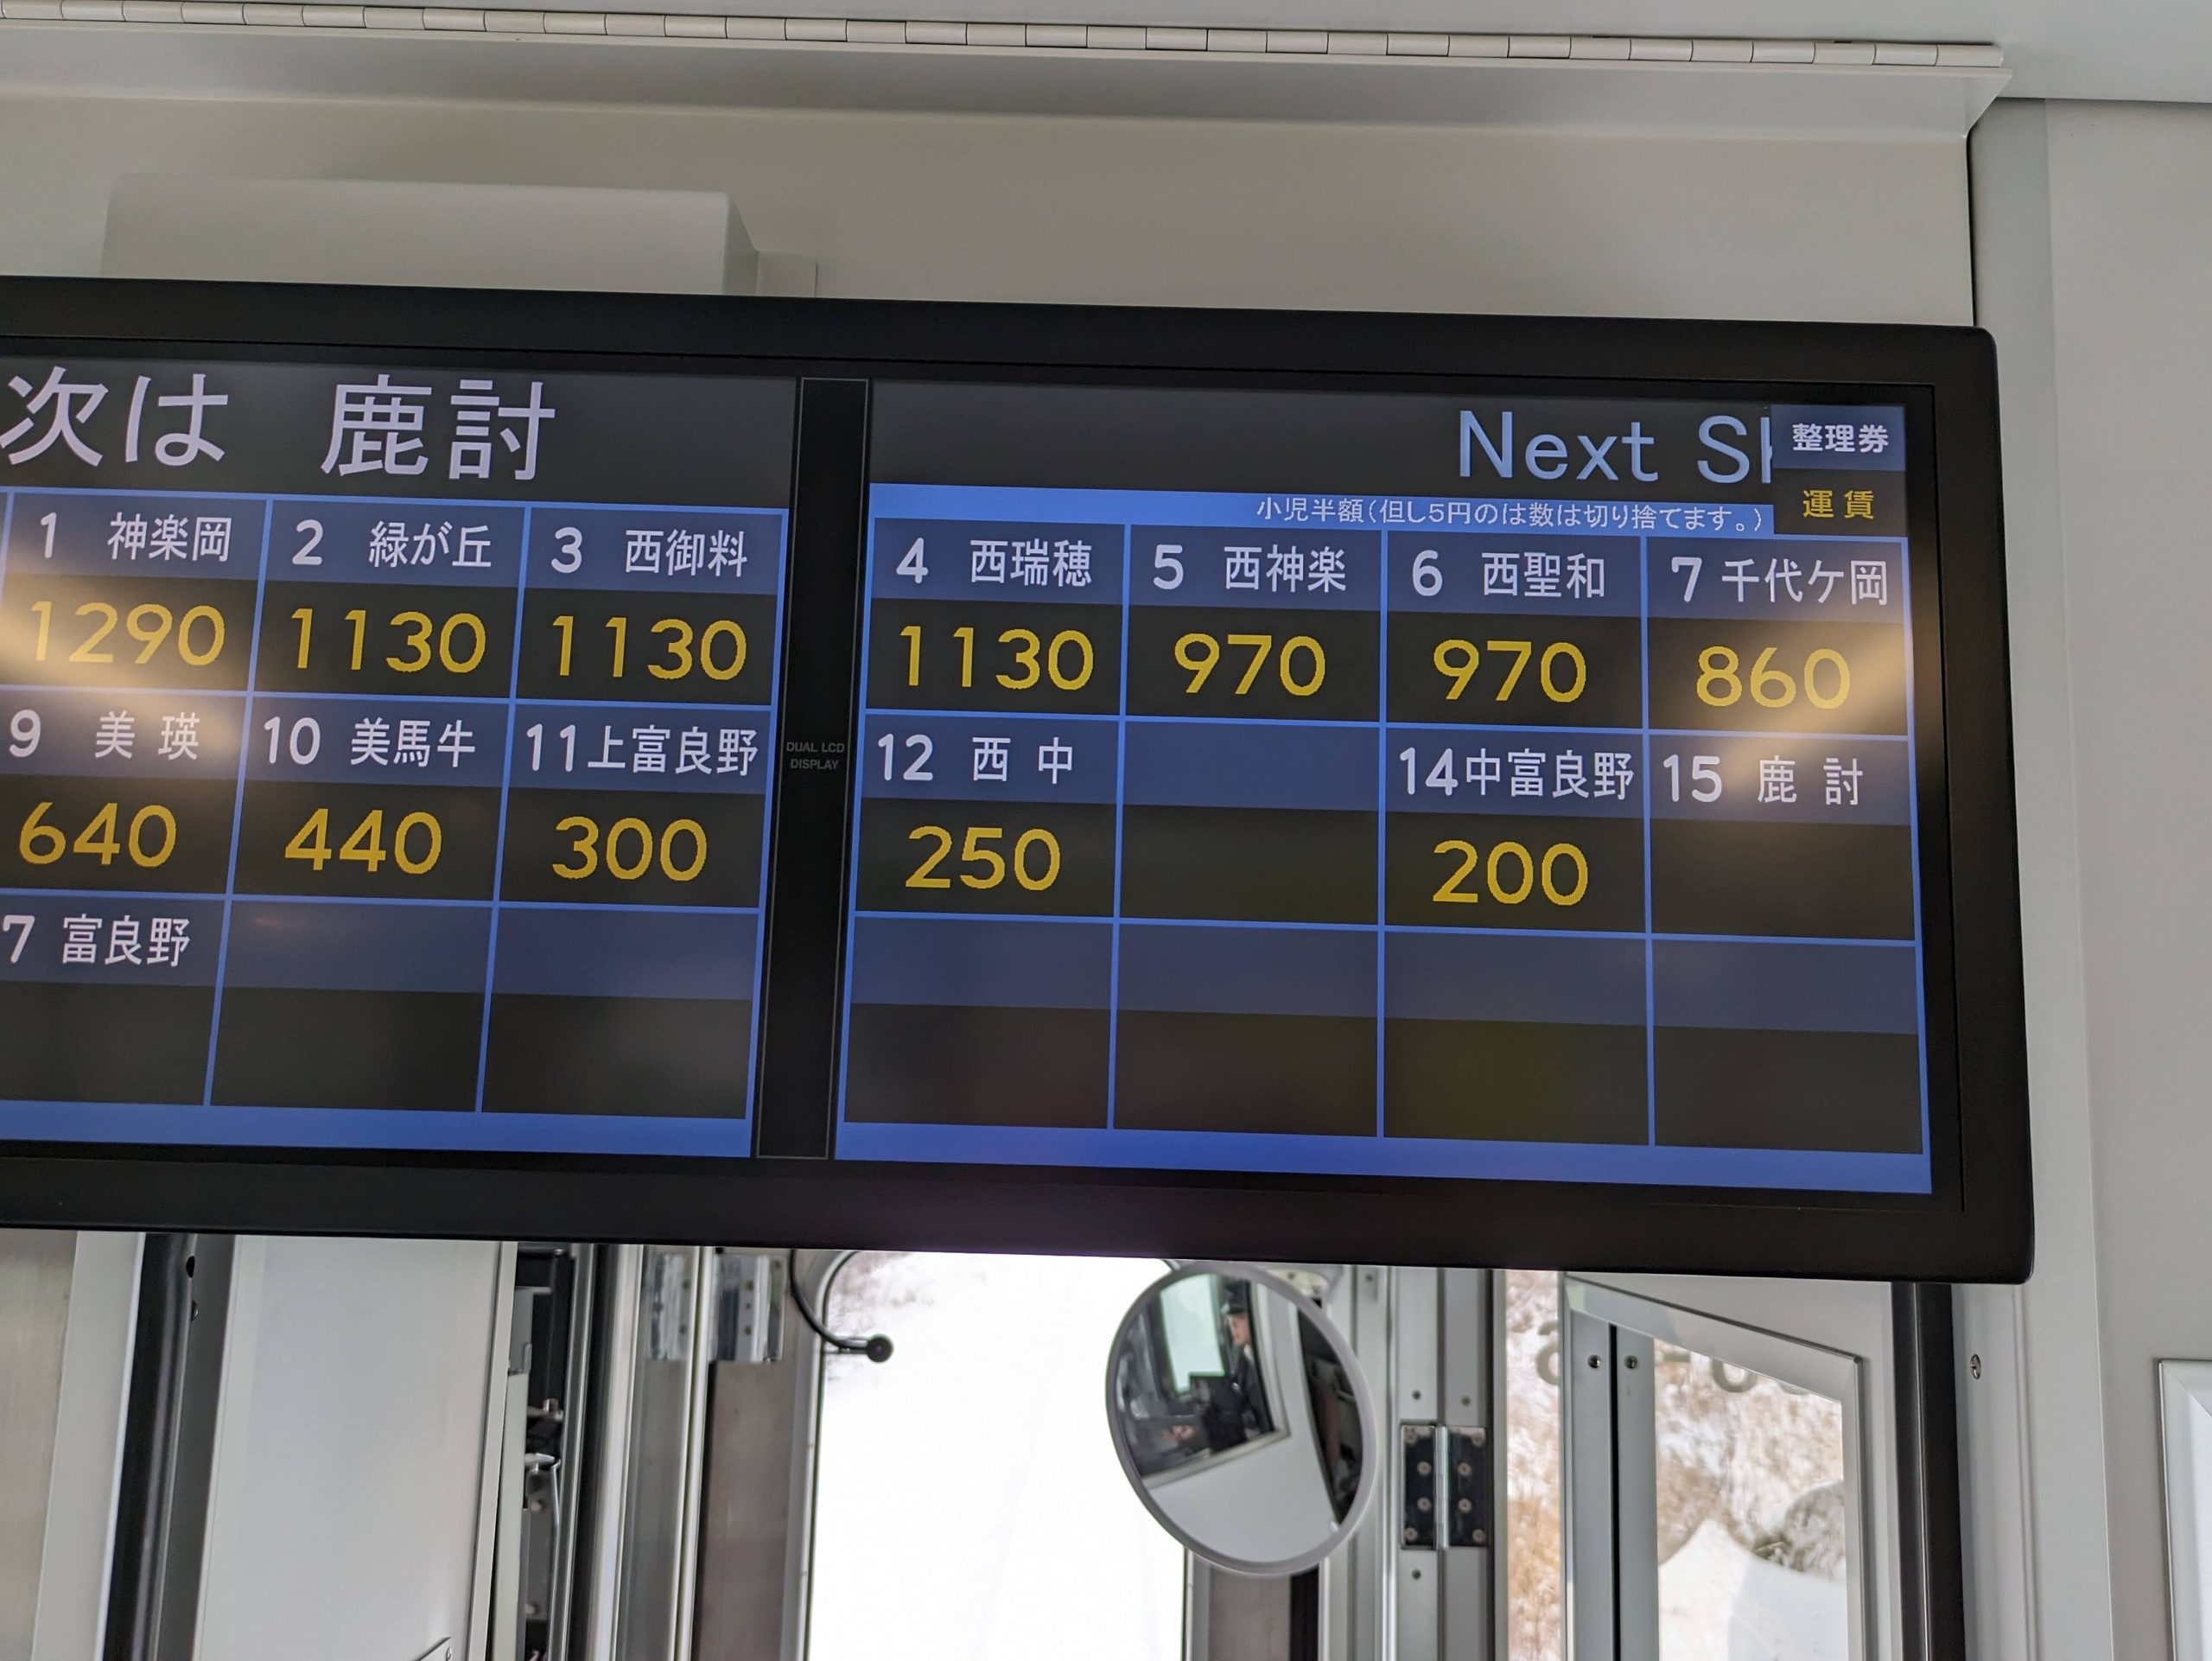 次は 鹿討
Next
整理券
運賃
小児半額(但し5円のは数は切り捨てます。)
1 神楽岡 2 緑が丘 3 西御料 4 西瑞穂 5 西神楽 6 西聖和 7 千代ケ岡
1290 1130 1130 1130 970 970 860
9 美瑛 10 美馬牛 11 上富良野 12 西中 14 中富良野 15 鹿討
640 440 300 250 200
7 富良野
DUAL LCD
DISPLAY